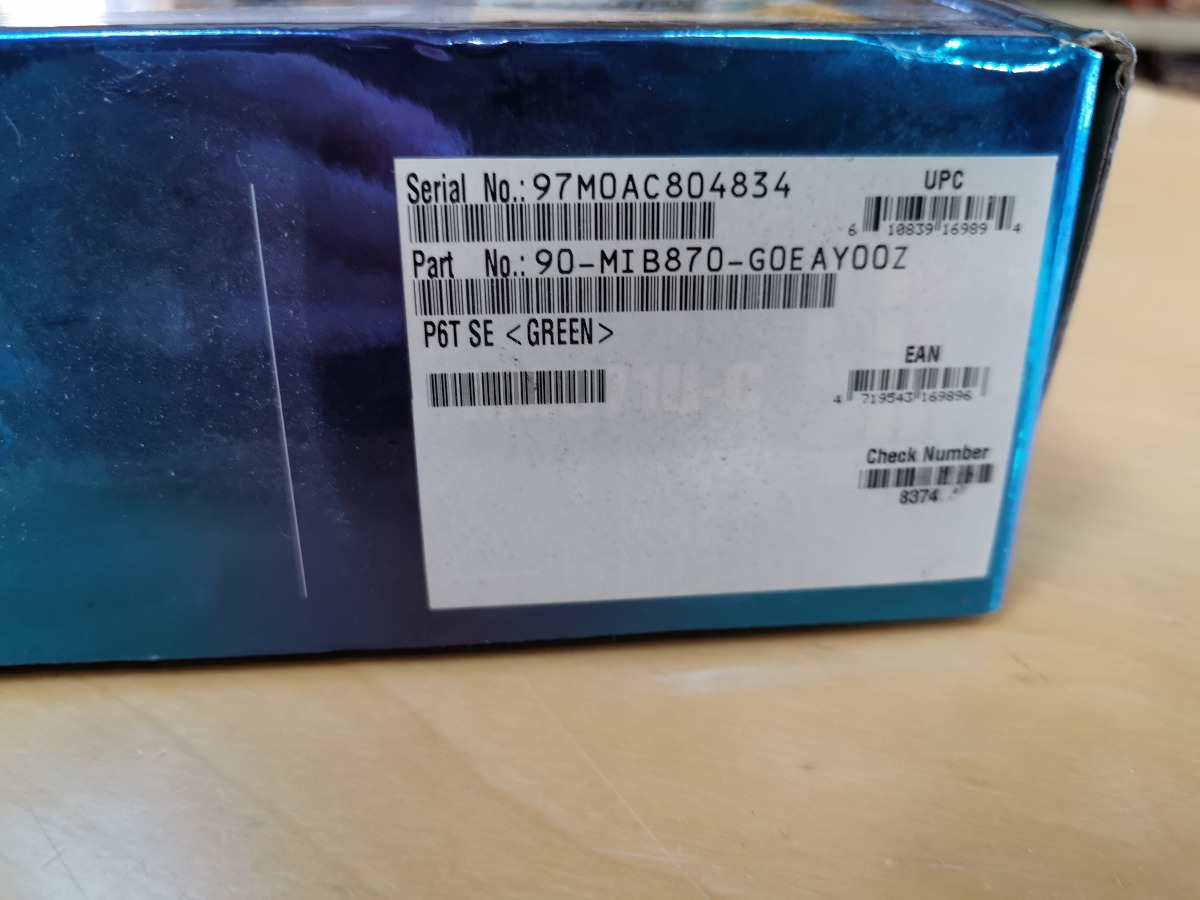 Serial No.: 97M0AC804834
UPC
6 10839 16989 4
Part No.: 90-MIB870-G0EAY00Z
P6T SE <GREEN>
EAN
4 719543 169896
Check Number
8374